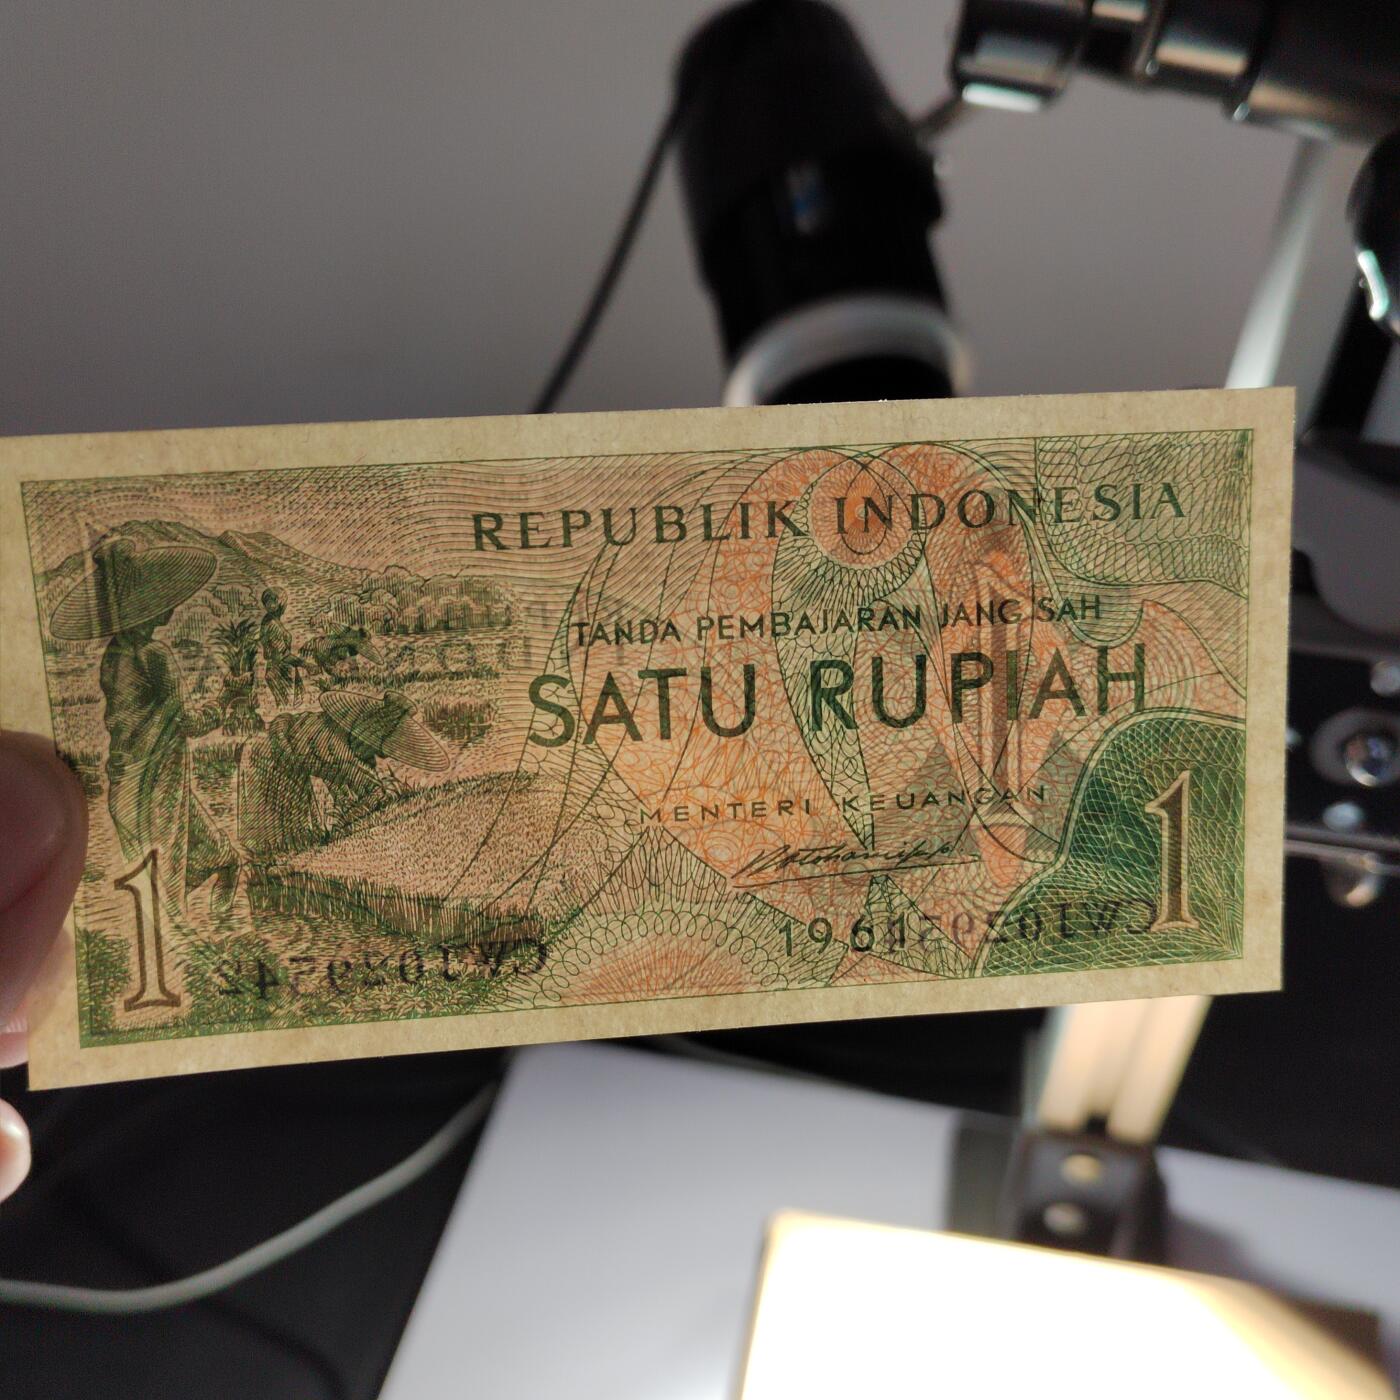 REPUBLIK INDONESIA
TANDA PEMBAJARAN JANG SAH
SATU RUPIAH
MENTERI KEUANGAN
1961
1
1